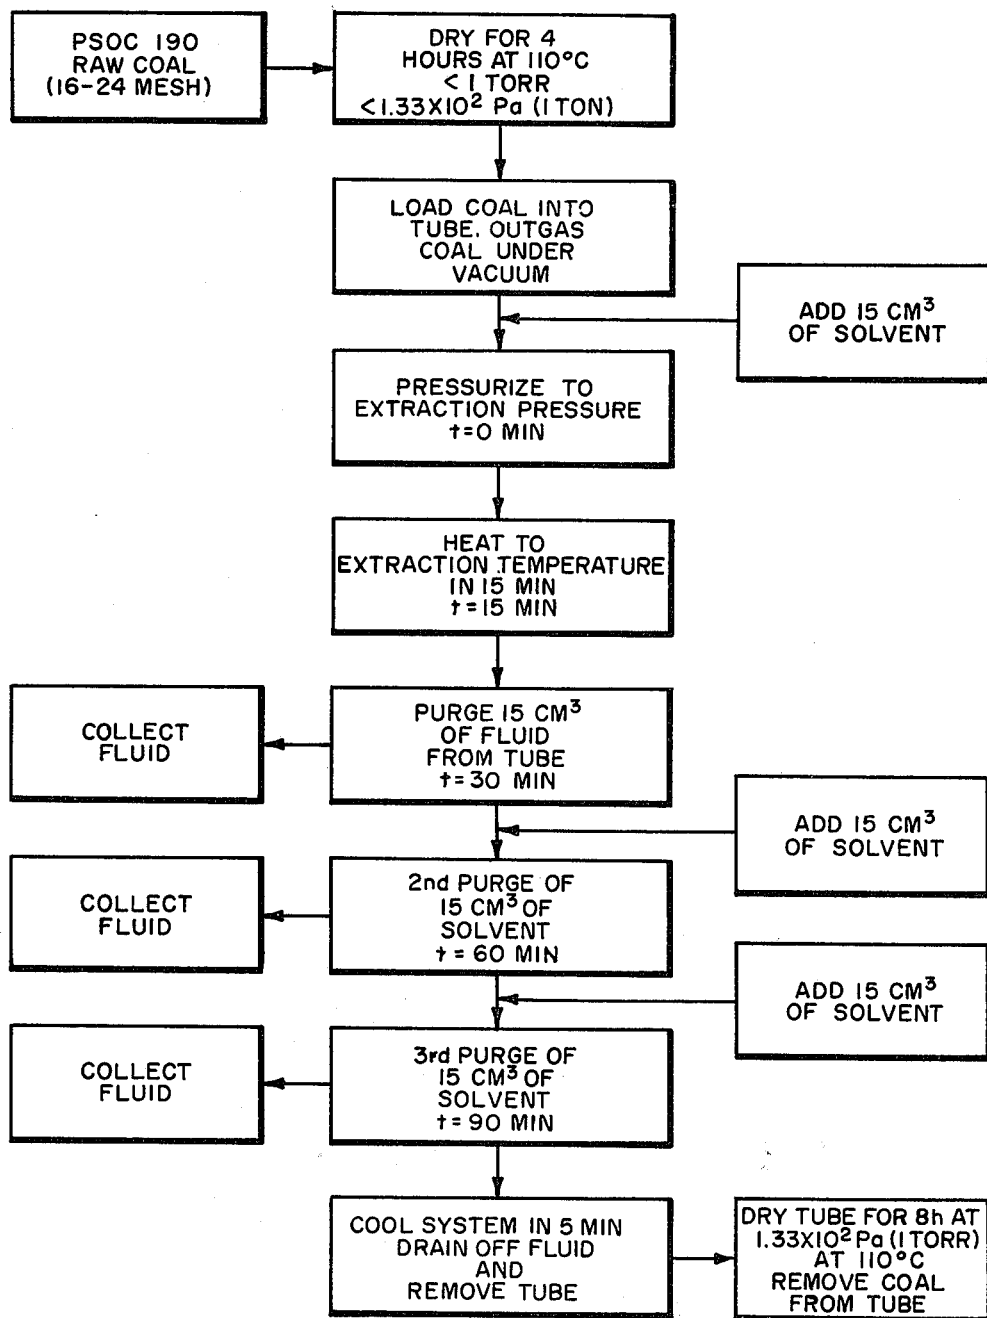 PSOC 190
RAW COAL
(16-24 MESH)
DRY FOR 4
HOURS AT 110°C
< 1 TORR
<1.33X10² Pa (1 TON)
LOAD COAL INTO
TUBE. OUTGAS
COAL UNDER
VACUUM
ADD 15 CM³
OF SOLVENT
PRESSURIZE TO
EXTRACTION PRESSURE
t=0 MIN
HEAT TO
EXTRACTION TEMPERATURE
IN 15 MIN
t=15 MIN
PURGE 15 CM³
OF FLUID
FROM TUBE
t=30 MIN
COLLECT
FLUID
ADD 15 CM³
OF SOLVENT
2nd PURGE OF
15 CM³ OF
SOLVENT
t=60 MIN
COLLECT
FLUID
ADD 15 CM³
OF SOLVENT
3rd PURGE OF
15 CM³ OF
SOLVENT
t=90 MIN
COLLECT
FLUID
COOL SYSTEM IN 5 MIN
DRAIN OFF FLUID
AND
REMOVE TUBE
DRY TUBE FOR 8h AT
1.33X10² Pa (1 TORR)
AT 110°C
REMOVE COAL
FROM TUBE